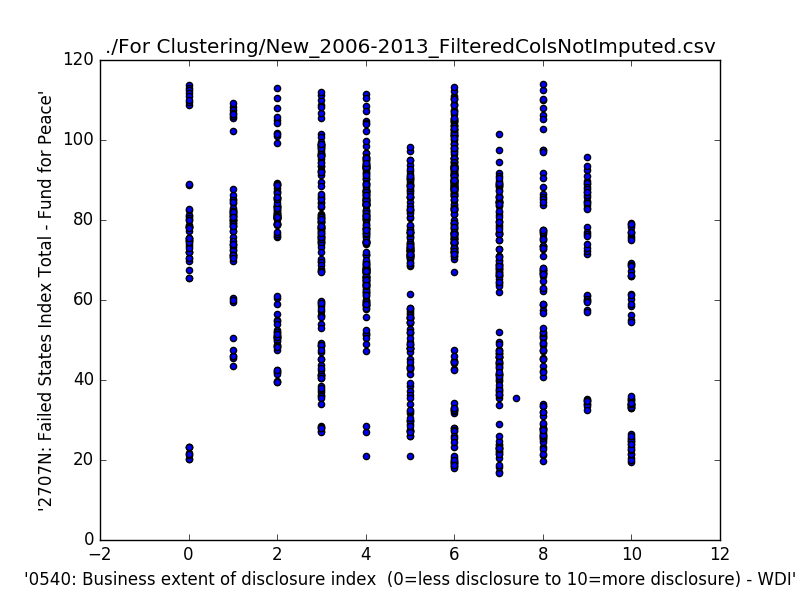 ./For Clustering/New_2006-2013_FilteredColsNotImputed.csv
'2707N: Failed States Index Total - Fund for Peace'
120
100
80
60
40
20
0
−2 0 2 4 6 8 10 12
'0540: Business extent of disclosure index  (0=less disclosure to 10=more disclosure) - WDI'